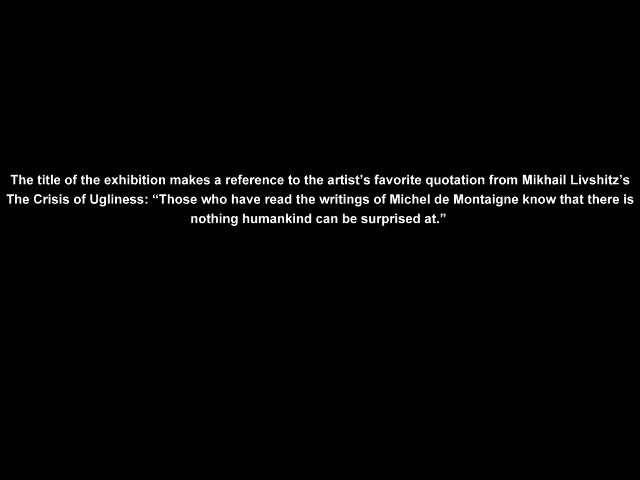 The title of the exhibition makes a reference to the artist’s favorite quotation from Mikhail Livshitz’s
The Crisis of Ugliness: “Those who have read the writings of Michel de Montaigne know that there is
nothing humankind can be surprised at.”